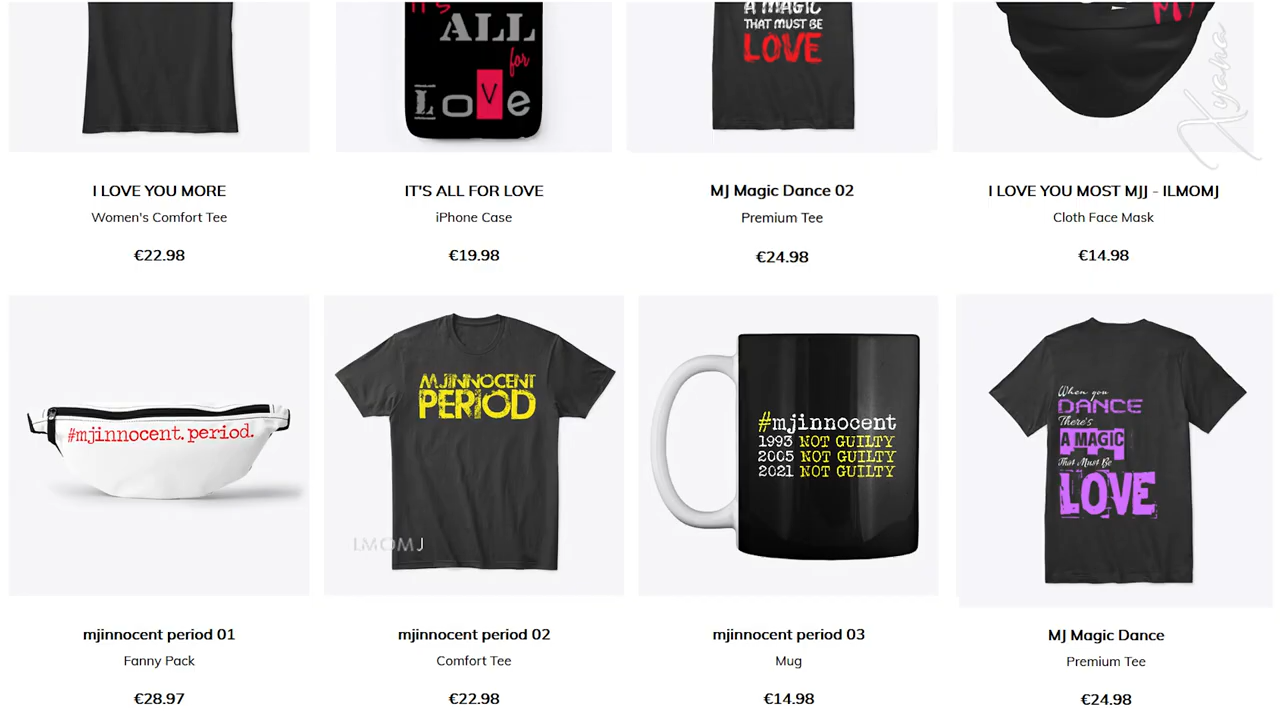 IT'S
ALL
for
LOVe
A MAGIC
THAT MUST BE
LOVE
MJ
Xyana
I LOVE YOU MORE
Women's Comfort Tee
€22.98
IT'S ALL FOR LOVE
iPhone Case
€19.98
MJ Magic Dance 02
Premium Tee
€24.98
I LOVE YOU MOST MJJ - ILMOMJ
Cloth Face Mask
€14.98
#mjinnocent.period.
MJINNOCENT
PERIOD
LMOMJ
#mjinnocent
1993 NOT GUILTY
2005 NOT GUILTY
2021 NOT GUILTY
When you
DANCE
There's
A MAGIC
That Must Be
LOVE
mjinnocent period 01
Fanny Pack
€28.97
mjinnocent period 02
Comfort Tee
€22.98
mjinnocent period 03
Mug
€14.98
MJ Magic Dance
Premium Tee
€24.98